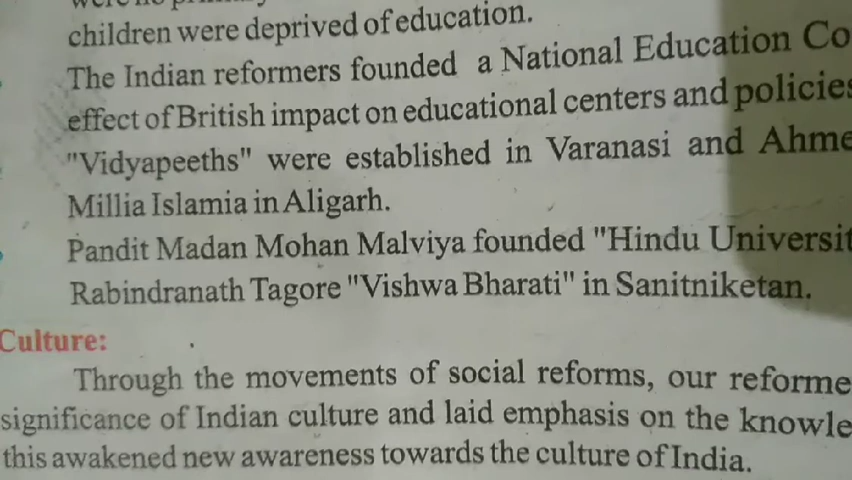 children were deprived of education.
The Indian reformers founded a National Education Co
effect of British impact on educational centers and policies
"Vidyapeeths" were established in Varanasi and Ahme
Millia Islamia in Aligarh.
Pandit Madan Mohan Malviya founded "Hindu Universit
Rabindranath Tagore "Vishwa Bharati" in Sanitniketan.
Culture:
Through the movements of social reforms, our reforme
significance of Indian culture and laid emphasis on the knowle
this awakened new awareness towards the culture of India.